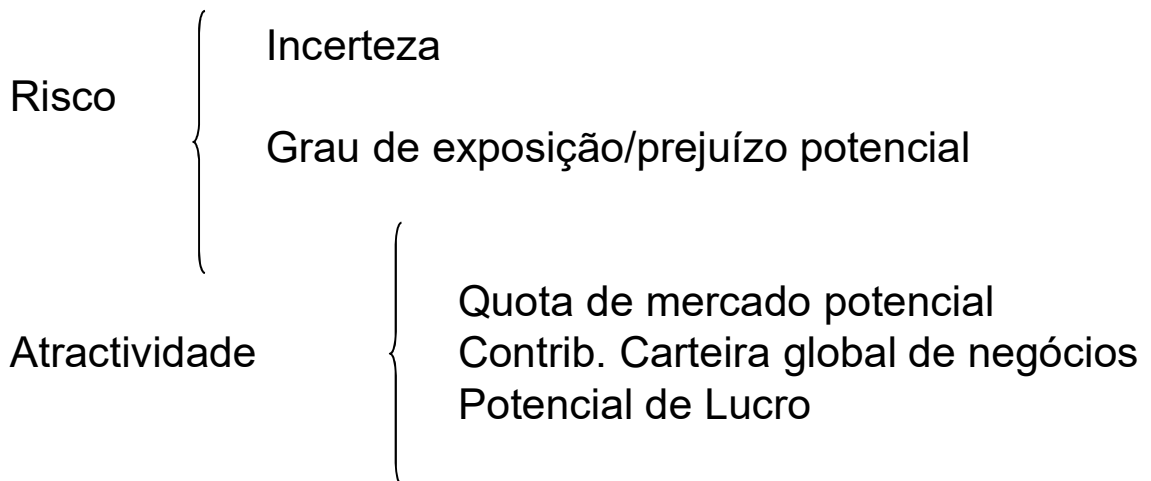 Incerteza
Risco
Grau de exposição/prejuízo potencial
Quota de mercado potencial
Atractividade
Contrib. Carteira global de negócios
Potencial de Lucro